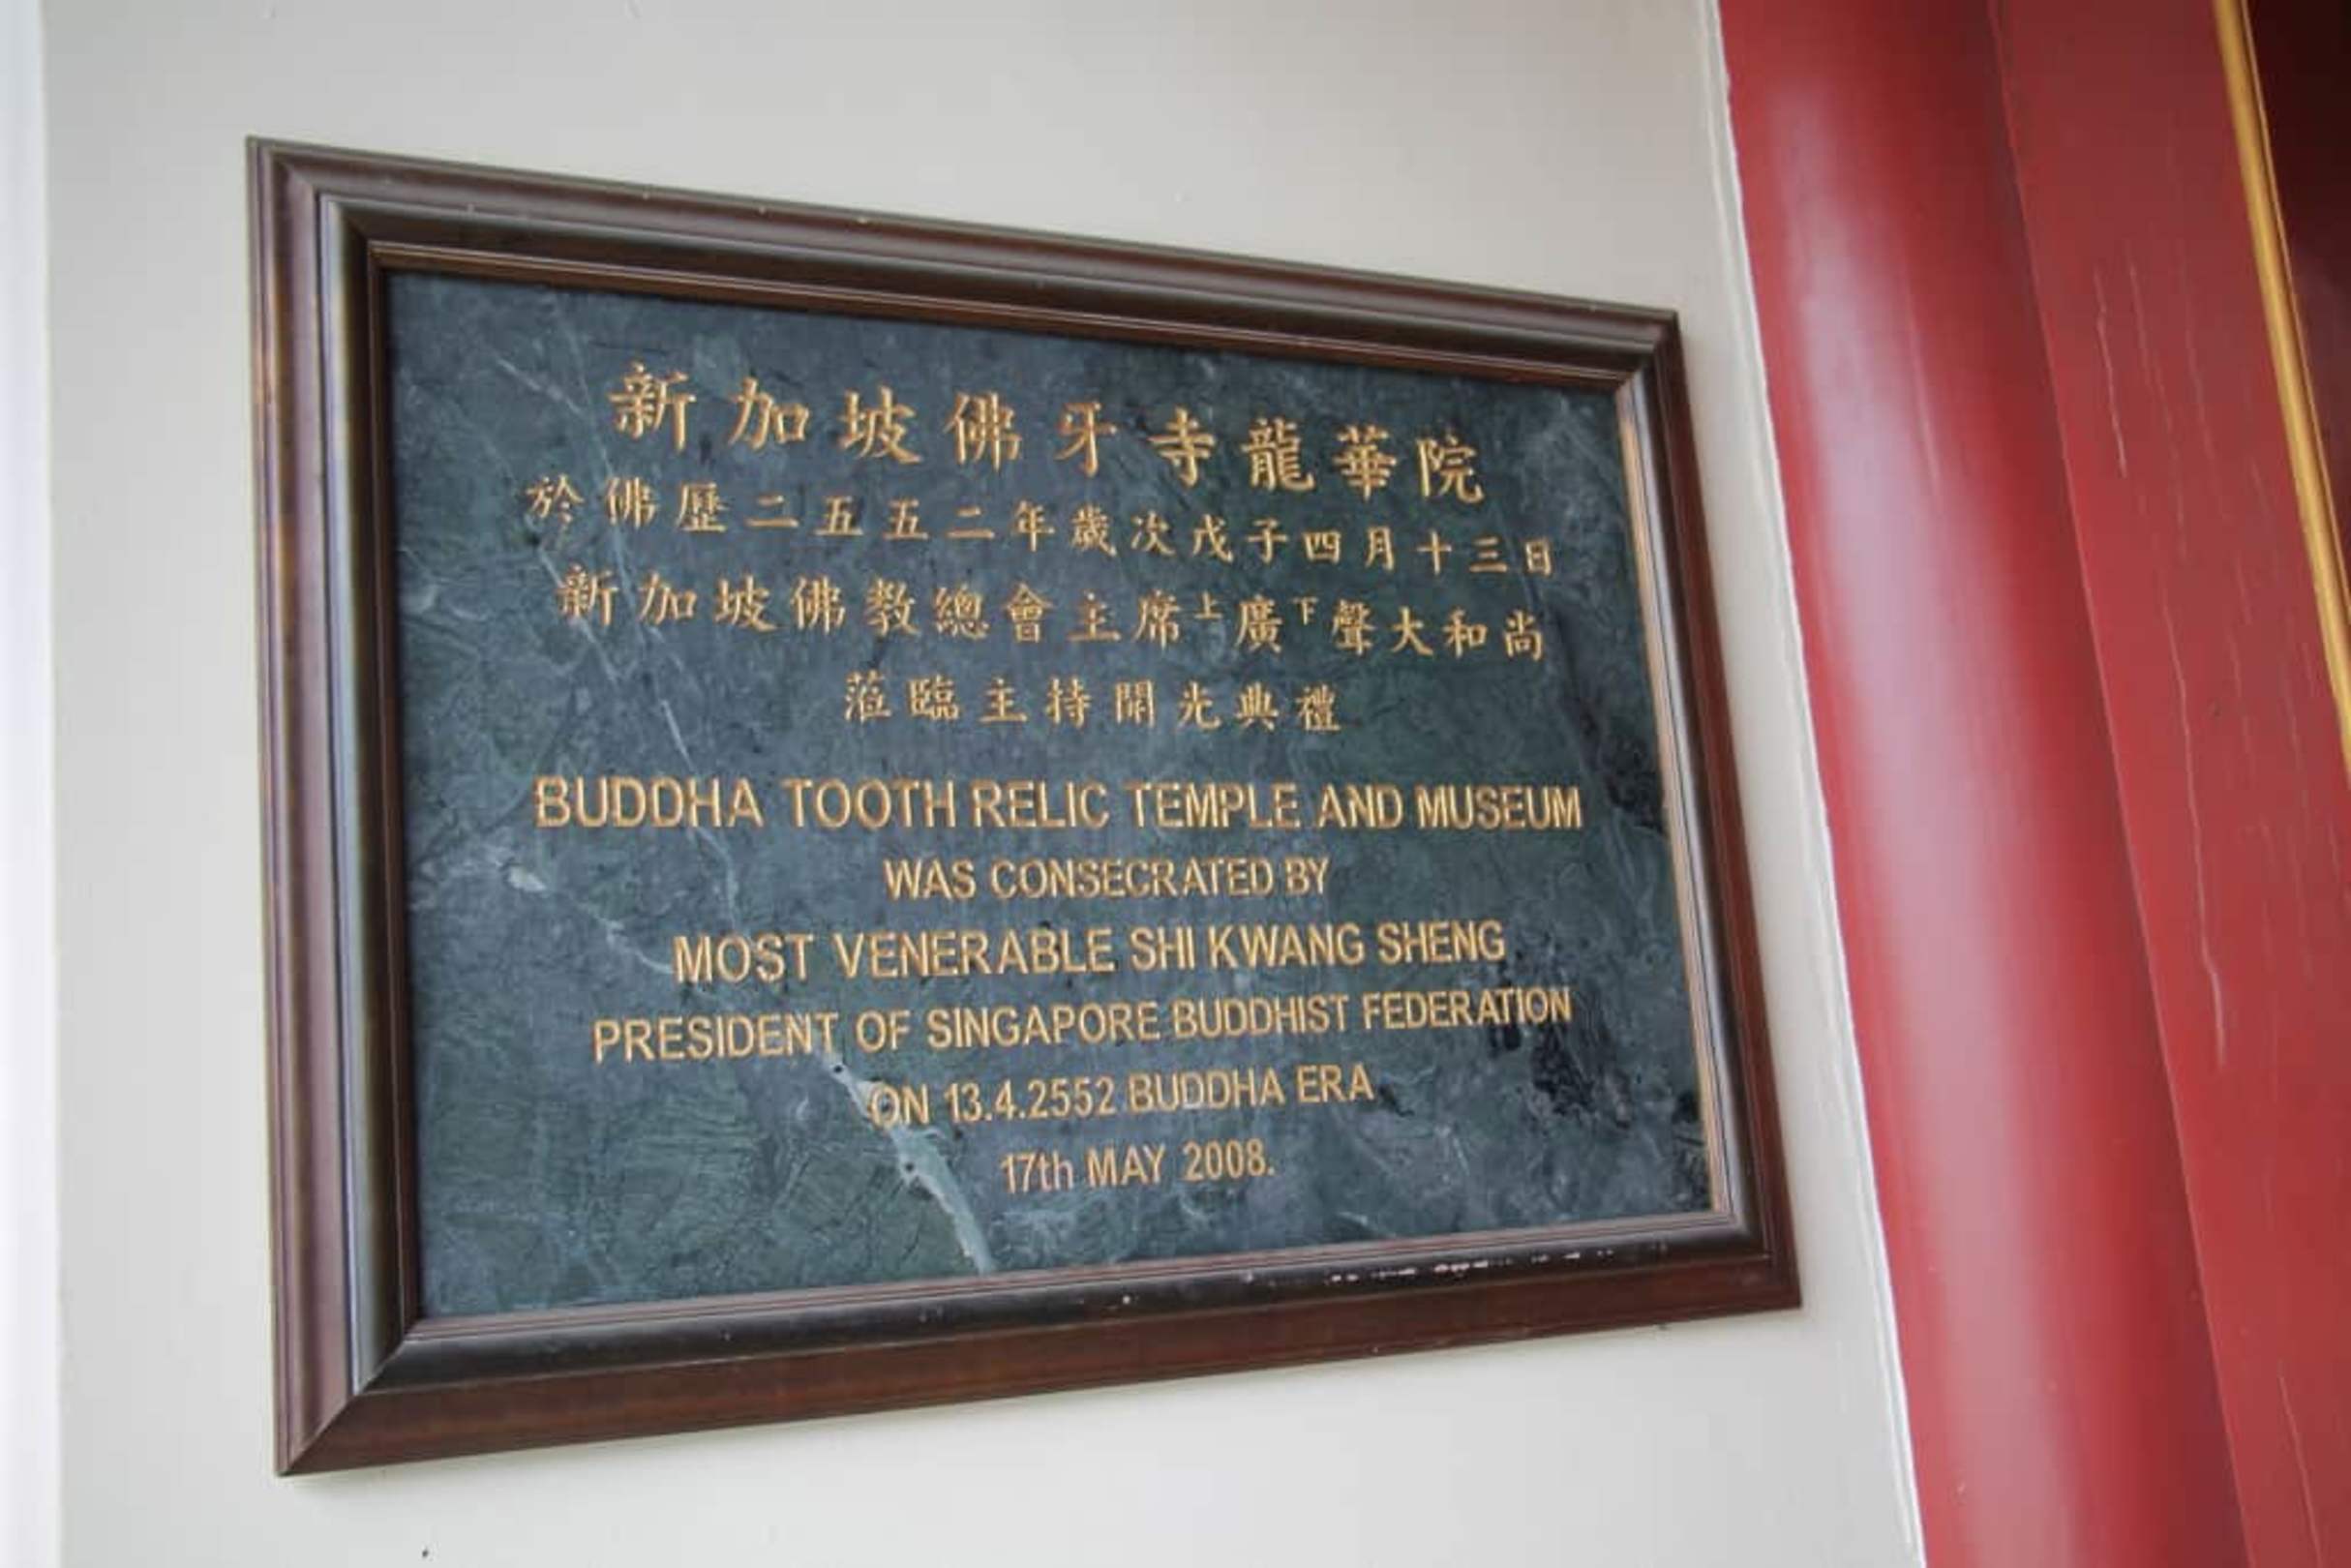 新加坡佛牙寺龍華院
於佛歷二五五二年歲次戊子四月十三日
新加坡佛教總會主席上廣下聲大和尚
蒞臨主持開光典禮
BUDDHA TOOTH RELIC TEMPLE AND MUSEUM
WAS CONSECRATED BY
MOST VENERABLE SHI KWANG SHENG
PRESIDENT OF SINGAPORE BUDDHIST FEDERATION
ON 13.4.2552 BUDDHA ERA
17th MAY 2008.